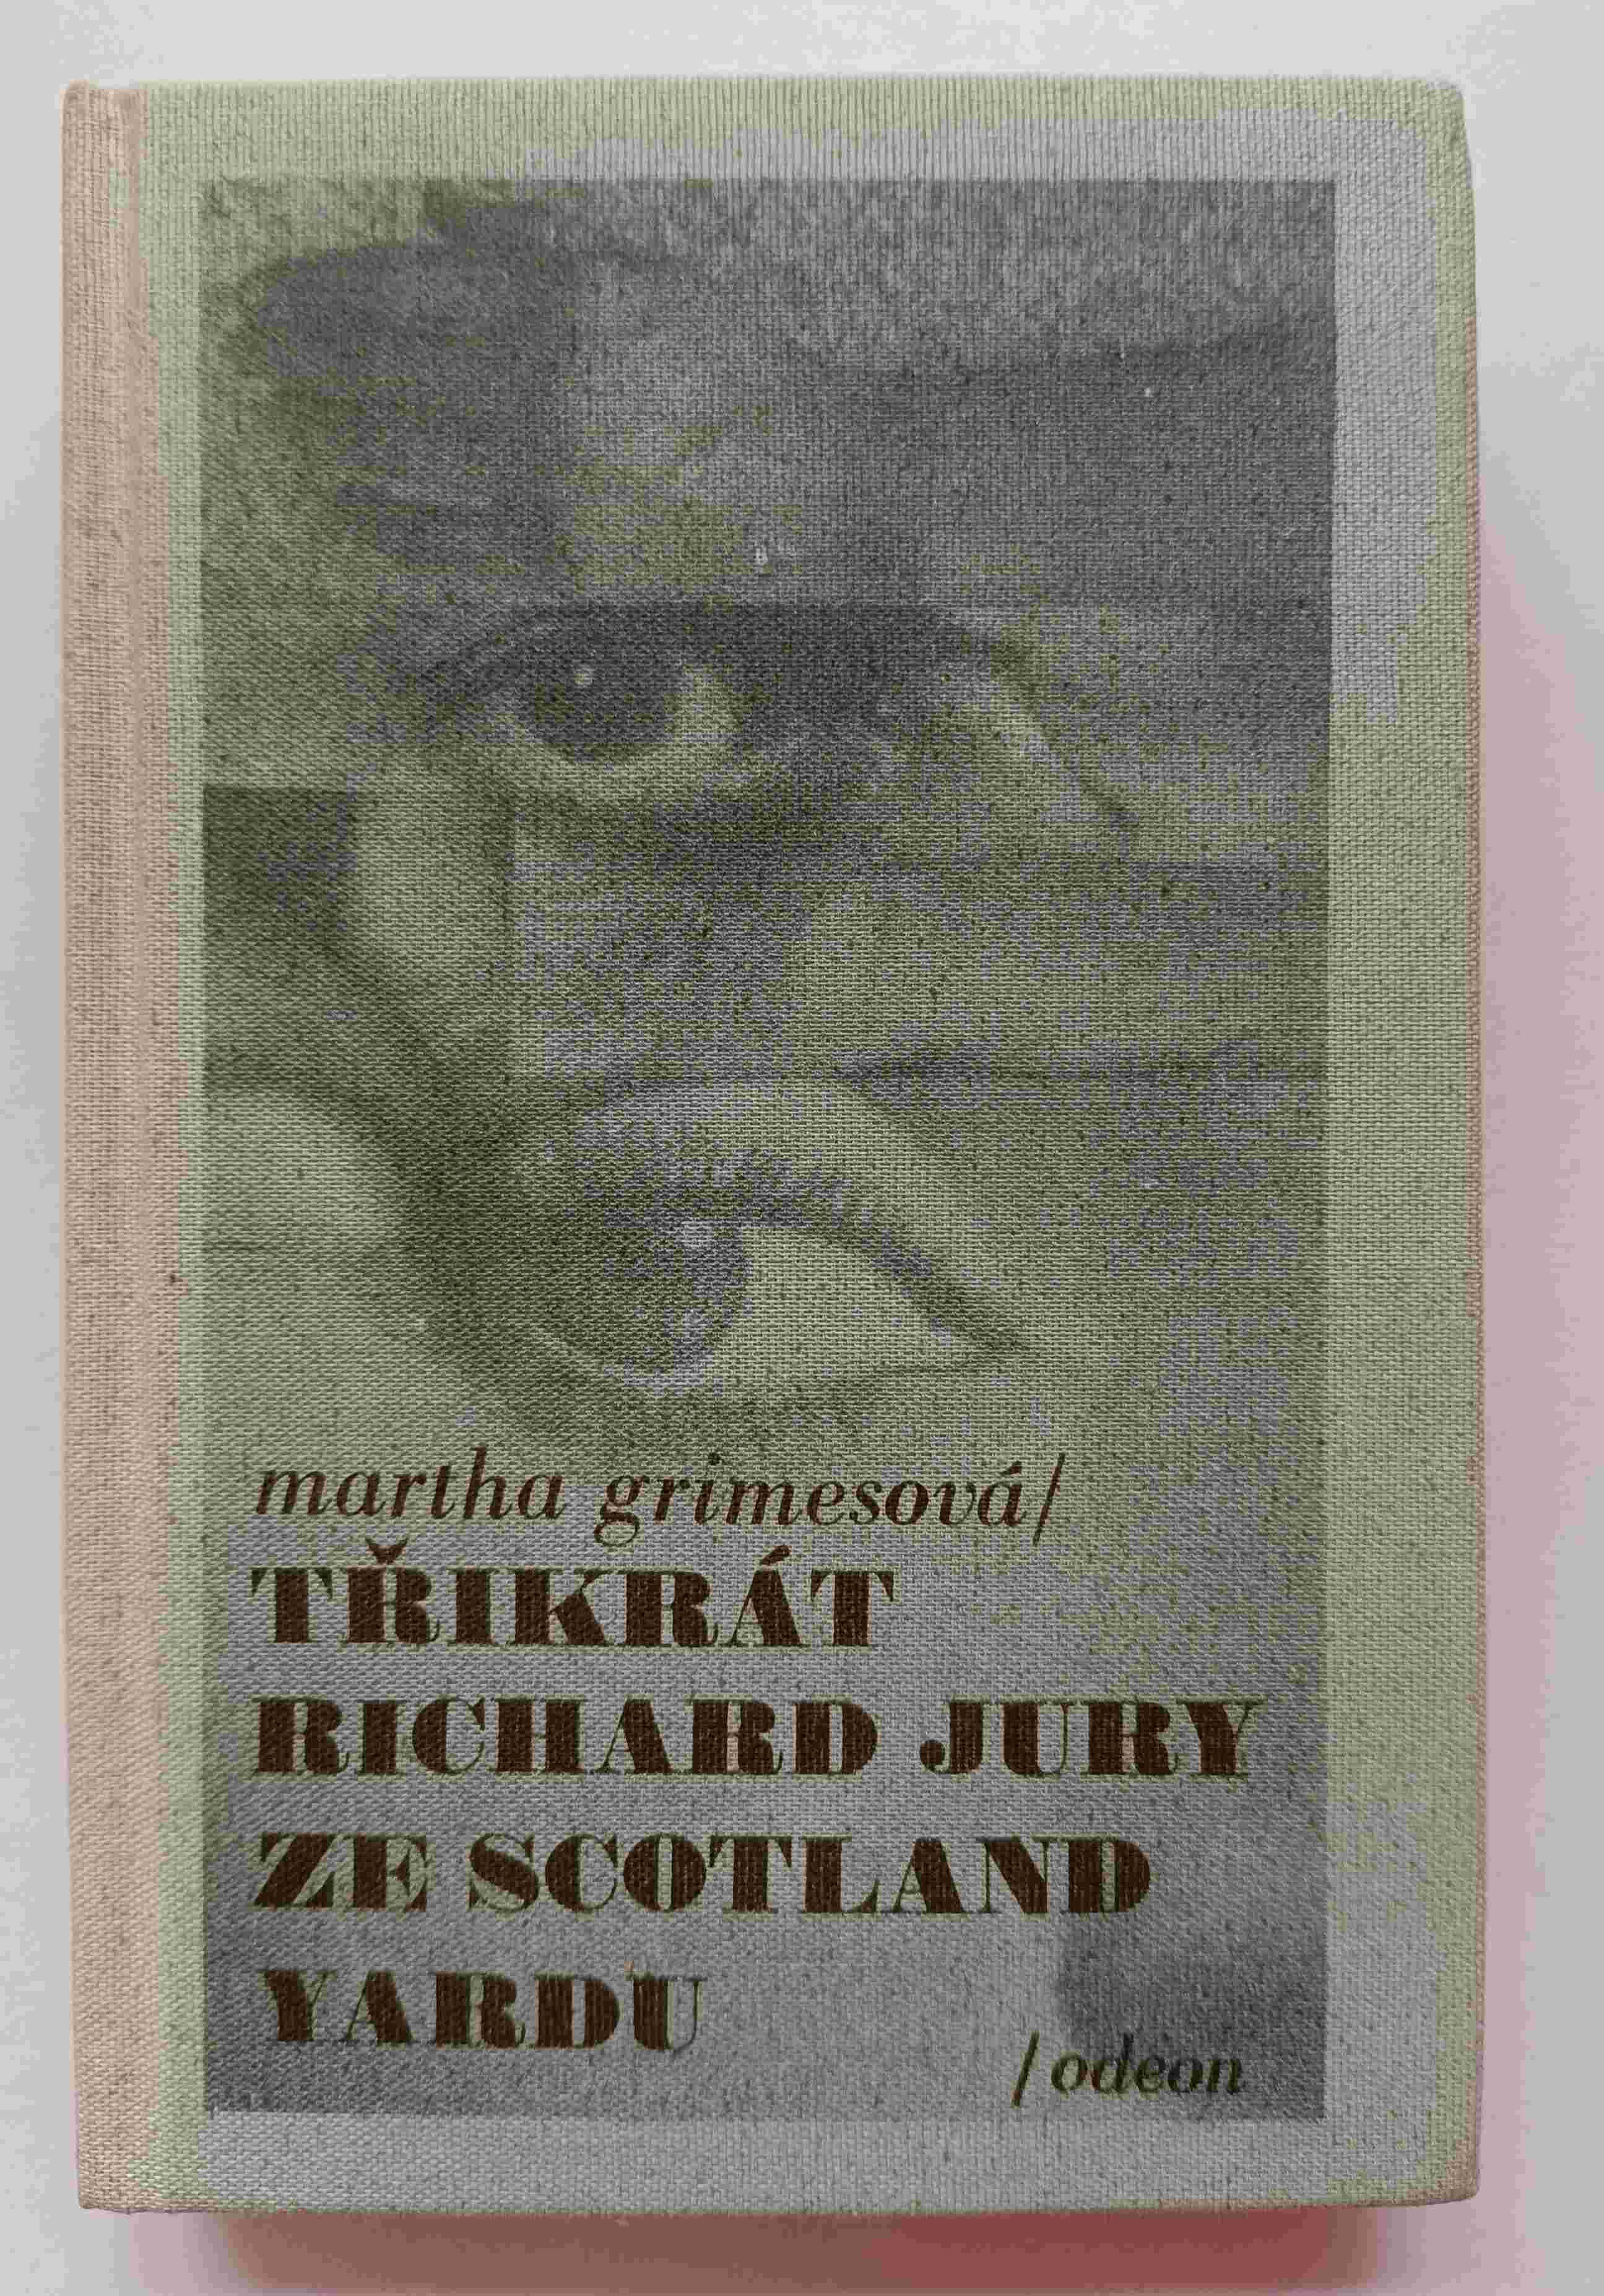 martha grimesová/
TŘIKRÁT
RICHARD JURY
ZE SCOTLAND
YARDU
/odeon